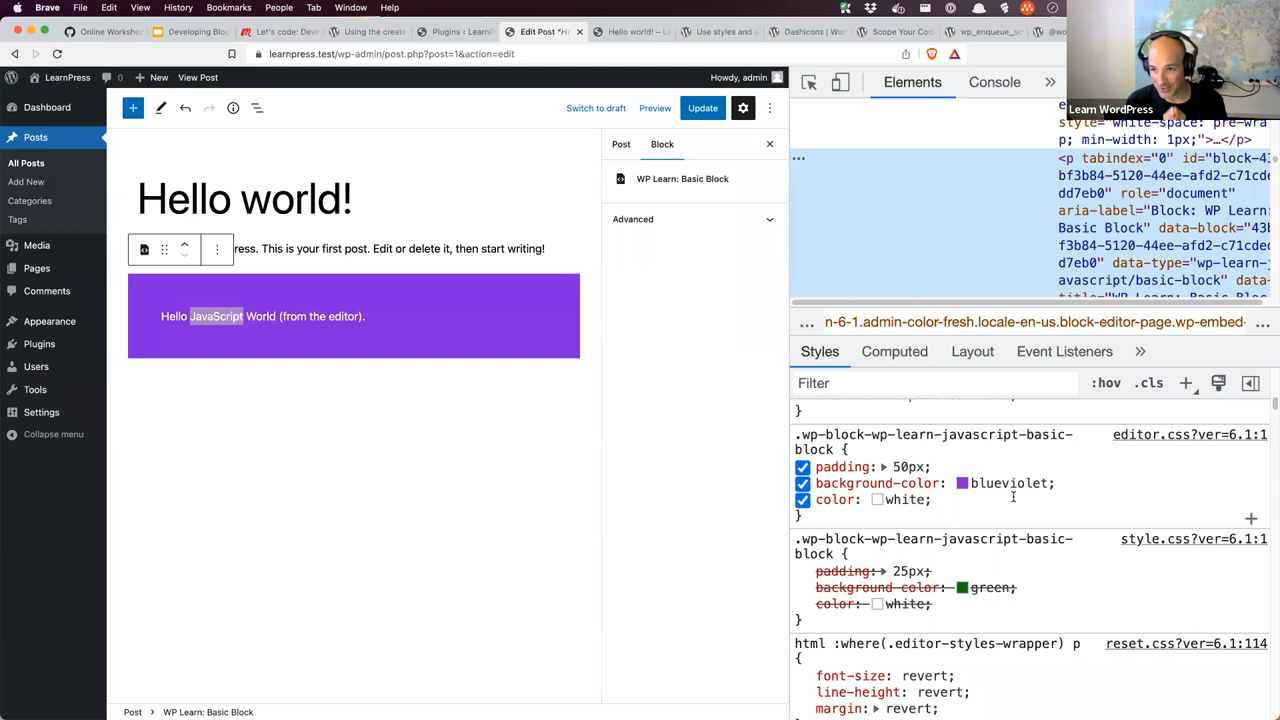 Brave File Edit View History Bookmarks People Tab Window Help
Online Worksho
Developing Bloc
Let's code: Deve
Using the create
Plugins ‹ LearnP
Edit Post "He
Hello world! – L
Use styles and s
Dashicons | Wor
Scope Your Cod
wp_enqueue_sc
@wo
learnpress.test/wp-admin/post.php?post=1&action=edit
LearnPress 0 New View Post
Howdy, admin
Dashboard
Posts
All Posts
Add New
Categories
Tags
Media
Pages
Comments
Appearance
Plugins
Users
Tools
Settings
Collapse menu
Switch to draft Preview Update
Hello world!
ress. This is your first post. Edit or delete it, then start writing!
Hello JavaScript World (from the editor).
Post Block
WP Learn: Basic Block
Advanced
Post WP Learn: Basic Block
Elements Console
Learn WordPress
style="white-space: pre-wra
p; min-width: 1px;">…</p>
<p tabindex="0" id="block-43
bf3b84-5120-44ee-afd2-c71cde
dd7eb0" role="document"
aria-label="Block: WP Learn:
Basic Block" data-block="43b
f3b84-5120-44ee-afd2-c71cded
d7eb0" data-type="wp-learn-j
avascript/basic-block" data-
title="WP Learn: Basic Bloc
... n-6-1.admin-color-fresh.locale-en-us.block-editor-page.wp-embed- ...
Styles Computed Layout Event Listeners
Filter :hov .cls
}
.wp-block-wp-learn-javascript-basic- editor.css?ver=6.1:1
block {
padding: 50px;
background-color: blueviolet;
color: white;
}
.wp-block-wp-learn-javascript-basic- style.css?ver=6.1:1
block {
padding: 25px;
background-color: green;
color: white;
}
html :where(.editor-styles-wrapper) p reset.css?ver=6.1:114
{
font-size: revert;
line-height: revert;
margin: revert;